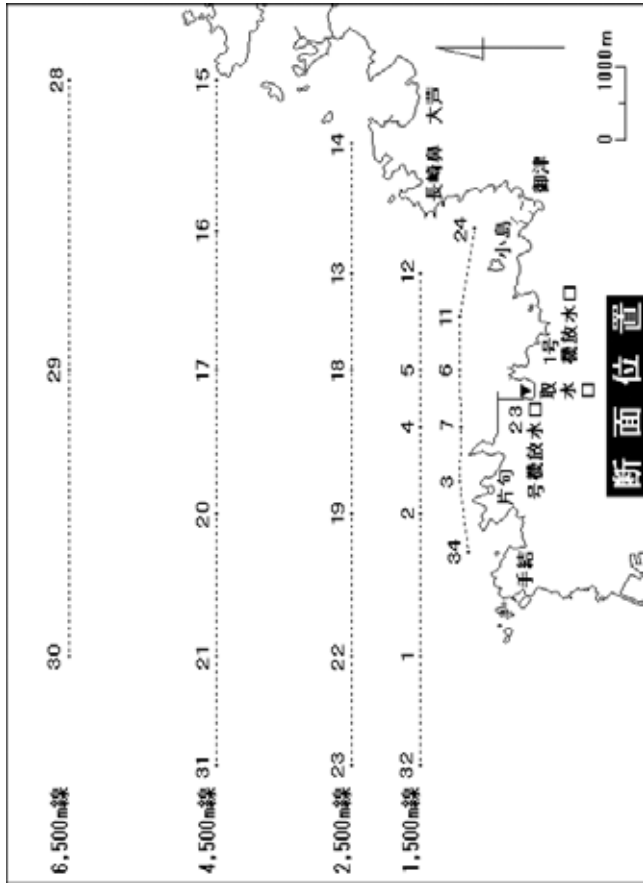 6,500m線 30 29 28
4,500m線 31 21 20 17 16 15
2,500m線 23 22 19 18 13 14
1,500m線 32 1 2 4 5 12
34 3 7 6 11 24
長崎鼻
大芦
小島
御津
手結
片句
23
号機放水口
取水口
1号
機放水口
0 1000m
断面位置